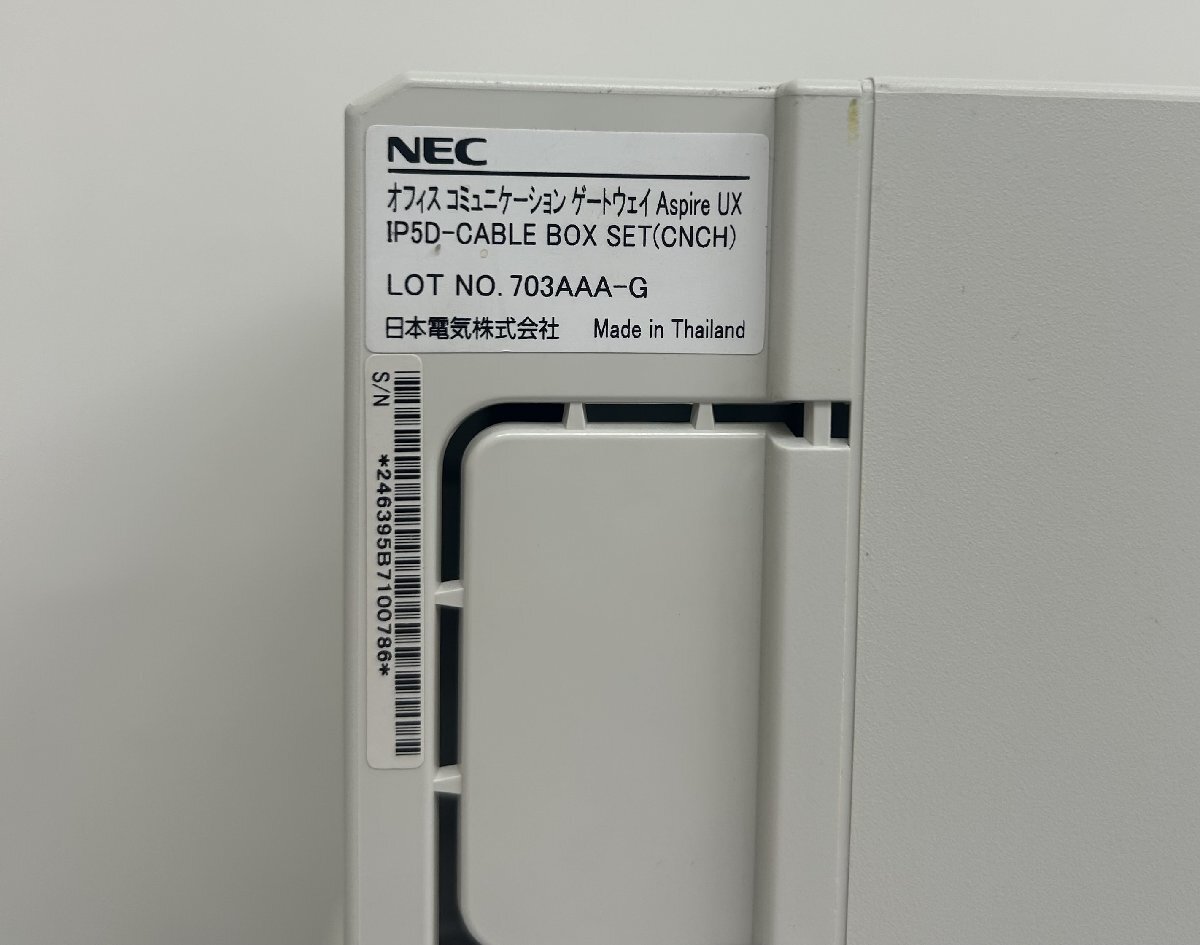 NEC
オフィス コミュニケーション ゲートウェイ Aspire UX
IP5D-CABLE BOX SET(CNCH)
LOT NO. 703AAA-G
日本電気株式会社 Made in Thailand
S/N
*246395B7100786*